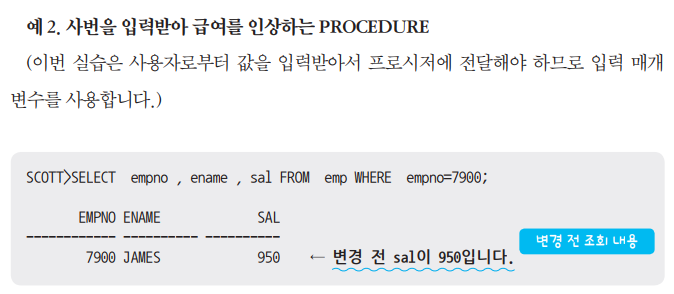 예 2. 사번을 입력받아 급여를 인상하는 PROCEDURE
(이번 실습은 사용자로부터 값을 입력받아서 프로시저에 전달해야 하므로 입력 매개
변수를 사용합니다.)
SCOTT>SELECT empno , ename , sal FROM emp WHERE empno=7900;
EMPNO ENAME SAL
------------ ---------- ----------
변경 전 조회 내용
7900 JAMES 950 ← 변경 전 sal이 950입니다.